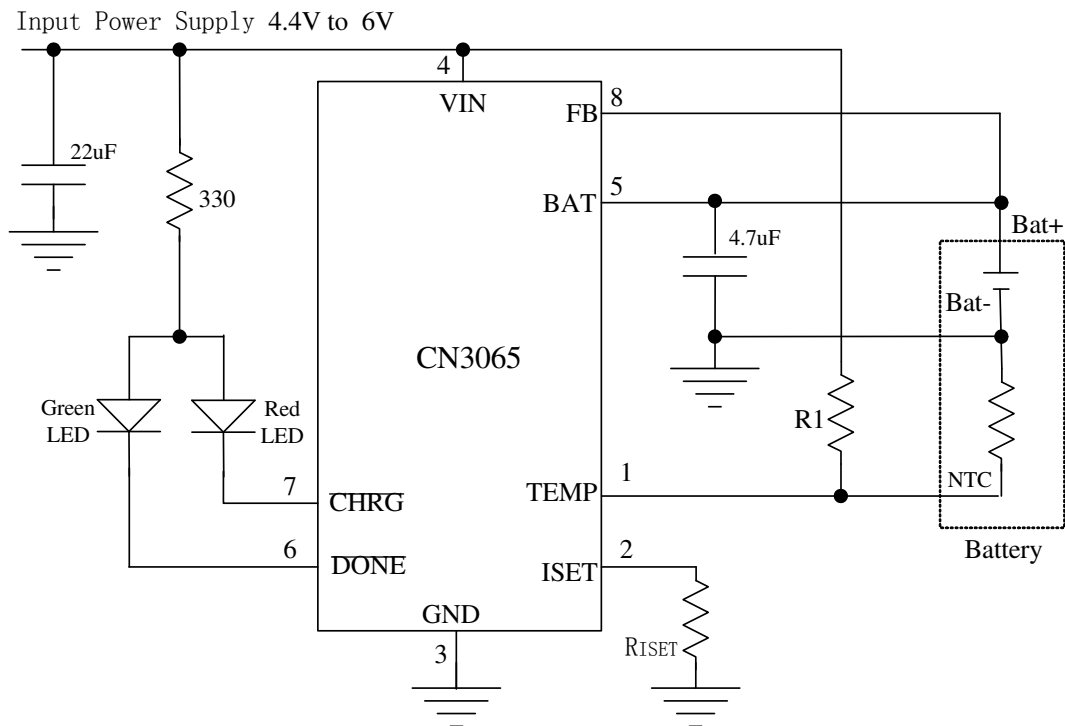 Input Power Supply 4.4V to 6V
4
VIN
8
FB
22uF
330
5
BAT
Bat+
4.7uF
Bat-
CN3065
Green
LED
Red
LED
R1
1
NTC
7
CHRG
TEMP
6
DONE
2
ISET
Battery
GND
3
RISET